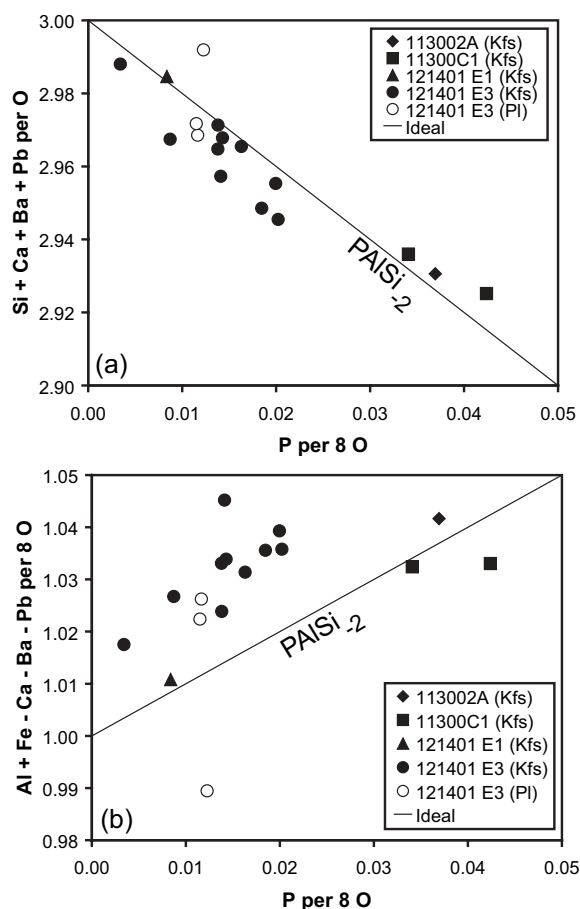 3.00
2.98
2.96
2.94
2.92
2.90
Si + Ca + Ba + Pb per O
113002A (Kfs)
11300C1 (Kfs)
121401 E1 (Kfs)
121401 E3 (Kfs)
121401 E3 (Pl)
Ideal
PAlSi-2
(a)
0.00 0.01 0.02 0.03 0.04 0.05
P per 8 O
1.05
1.04
1.03
1.02
1.01
1.00
0.99
0.98
Al + Fe - Ca - Ba - Pb per 8 O
PAlSi-2
113002A (Kfs)
11300C1 (Kfs)
121401 E1 (Kfs)
121401 E3 (Kfs)
121401 E3 (Pl)
Ideal
(b)
0.00 0.01 0.02 0.03 0.04 0.05
P per 8 O